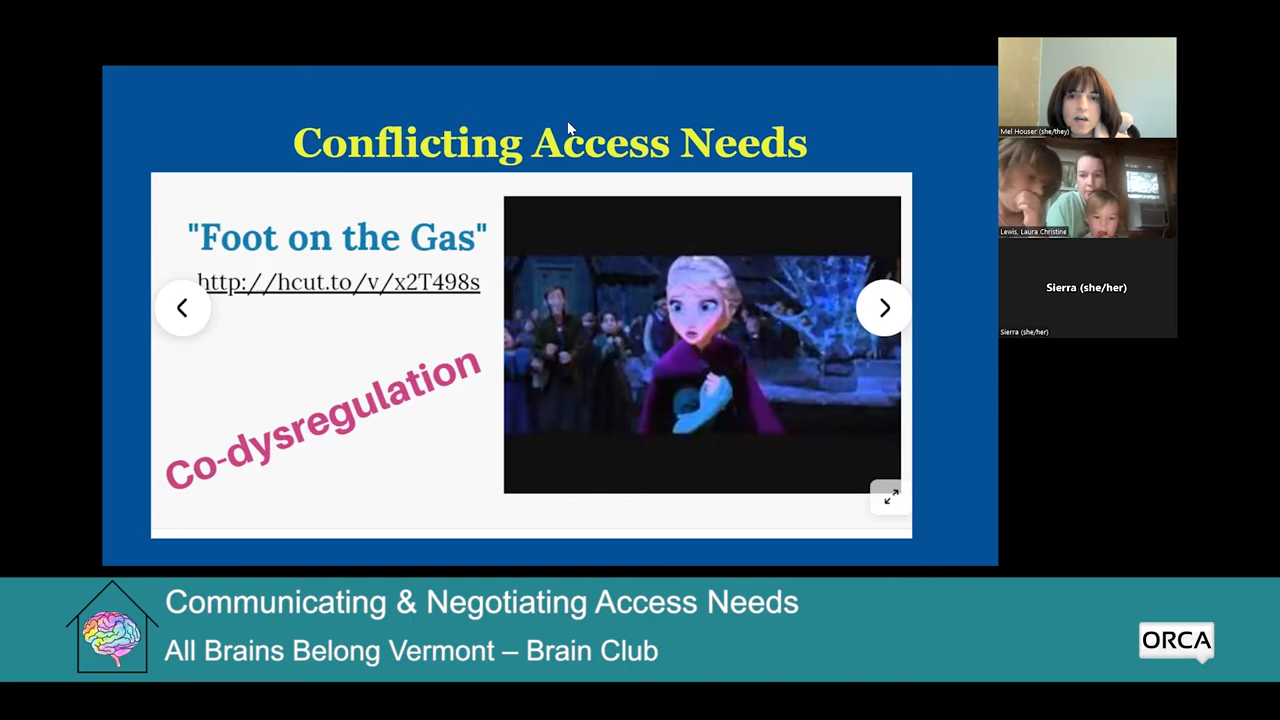 Conflicting Access Needs
"Foot on the Gas"
http://hcut.to/v/x2T498s
Co-dysregulation
Mel Houser (she/they)
Lewis, Laura Christine
Sierra (she/her)
Sierra (she/her)
Communicating & Negotiating Access Needs
All Brains Belong Vermont – Brain Club
ORCA